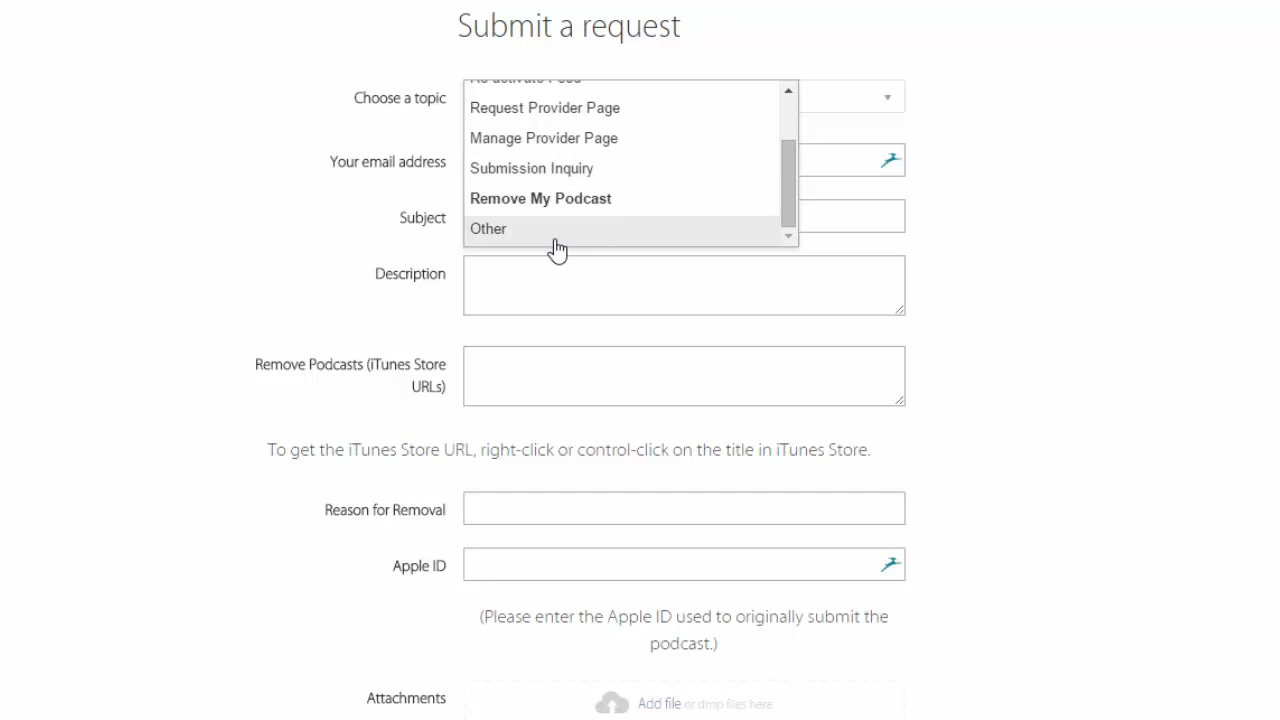 Submit a request
Choose a topic
Request Provider Page
Manage Provider Page
Your email address
Submission Inquiry
Remove My Podcast
Subject
Other
Description
Remove Podcasts (iTunes Store
URLs)
To get the iTunes Store URL, right-click or control-click on the title in iTunes Store.
Reason for Removal
Apple ID
(Please enter the Apple ID used to originally submit the
podcast.)
Attachments
Add file or drop files here